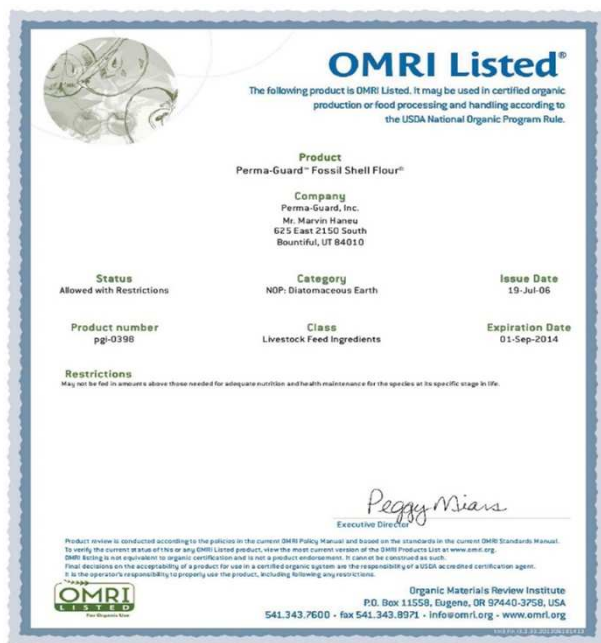 OMRI Listed®
The following product is OMRI Listed. It may be used in certified organic
production or food processing and handling according to
the USDA National Organic Program Rule.
Product
Perma-Guard™ Fossil Shell Flour®
Company
Perma-Guard, Inc.
Mr. Marvin Haney
625 East 2150 South
Bountiful, UT 84010
Status
Allowed with Restrictions
Category
NOP: Diatomaceous Earth
Issue Date
19-Jul-06
Product number
pgi-0398
Class
Livestock Feed Ingredients
Expiration Date
01-Sep-2014
Restrictions
May not be fed in amounts above those needed for adequate nutrition and health maintenance for the species at its specific stage in life.
Peggy Miars
Executive Director
Product review is conducted according to the policies in the current OMRI Policy Manual and based on the standards in the current OMRI Standards Manual.
To verify the current status of this or any OMRI Listed product, view the most current version of the OMRI Products List at www.omri.org.
OMRI listing is not equivalent to organic certification and is not a product endorsement. It cannot be construed as such.
Final decisions on the acceptability of a product for use in a certified organic system are the responsibility of a USDA accredited certification agent.
It is the operator's responsibility to properly use the product, including following any restrictions.
OMRI
LISTED
For Organic Use
Organic Materials Review Institute
P.O. Box 11558, Eugene, OR 97440-3758, USA
541.343.7600 - fax 541.343.8971 - info@omri.org - www.omri.org